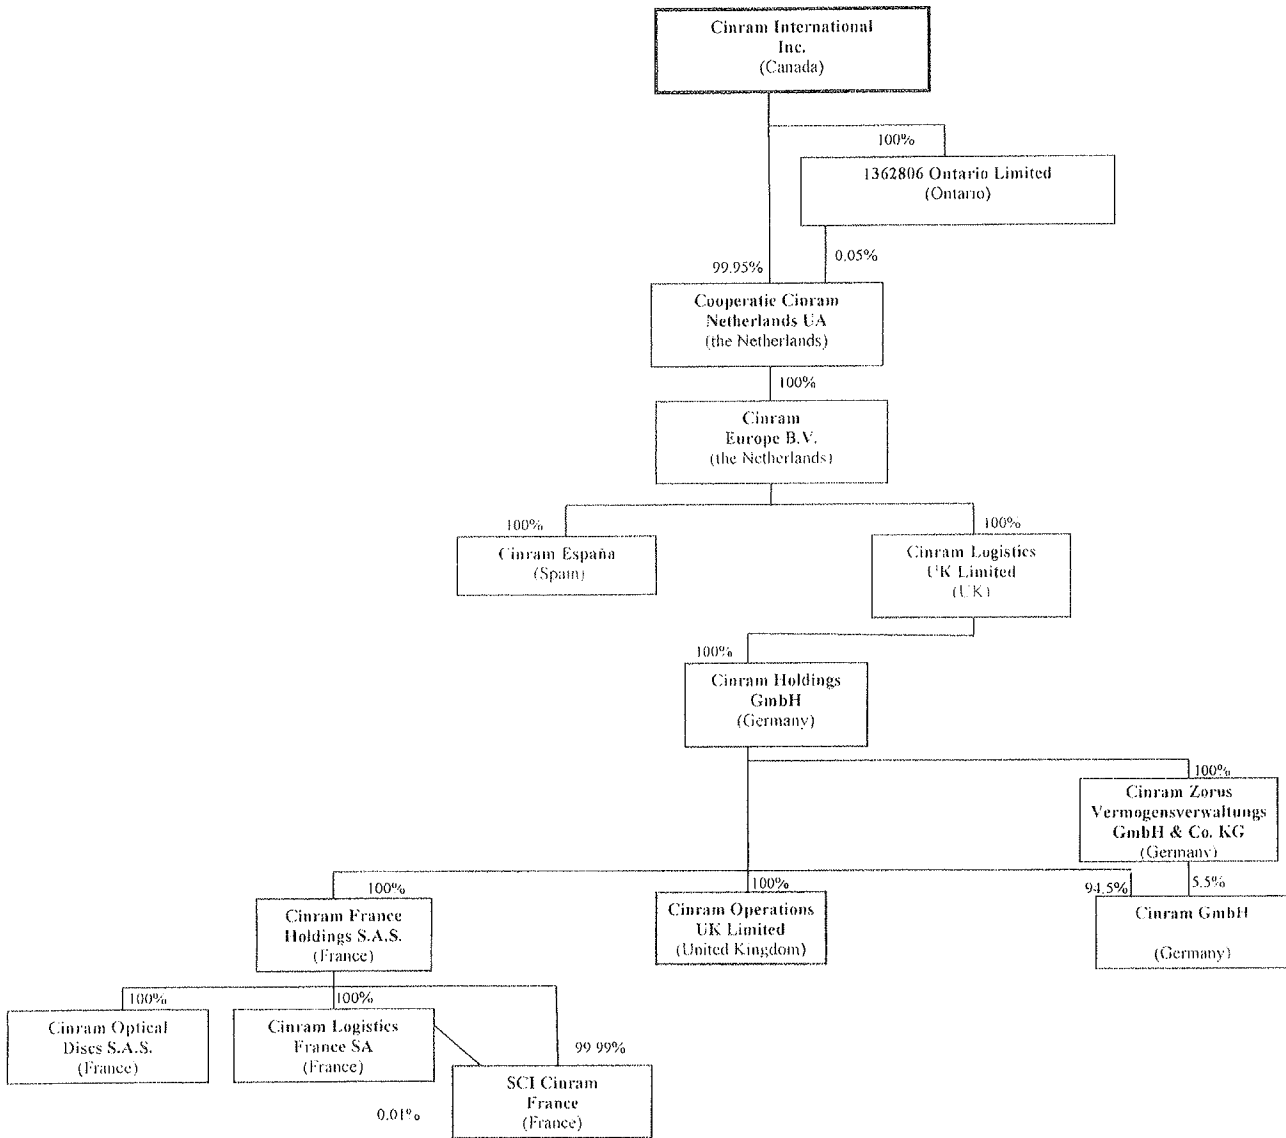 Cinram International
Inc.
(Canada)
100%
1362806 Ontario Limited
(Ontario)
99.95%
0.05%
Cooperatie Cinram
Netherlands UA
(the Netherlands)
100%
Cinram
Europe B.V.
(the Netherlands)
100%
100%
Cinram España
(Spain)
Cinram Logistics
UK Limited
(UK)
100%
Cinram Holdings
GmbH
(Germany)
100%
Cinram Zorus
Vermogensverwaltungs
GmbH & Co. KG
(Germany)
100%
100%
94.5%
5.5%
Cinram France
Holdings S.A.S.
(France)
Cinram Operations
UK Limited
(United Kingdom)
Cinram GmbH
(Germany)
100%
100%
99.99%
Cinram Optical
Discs S.A.S.
(France)
Cinram Logistics
France SA
(France)
0.01%
SCI Cinram
France
(France)